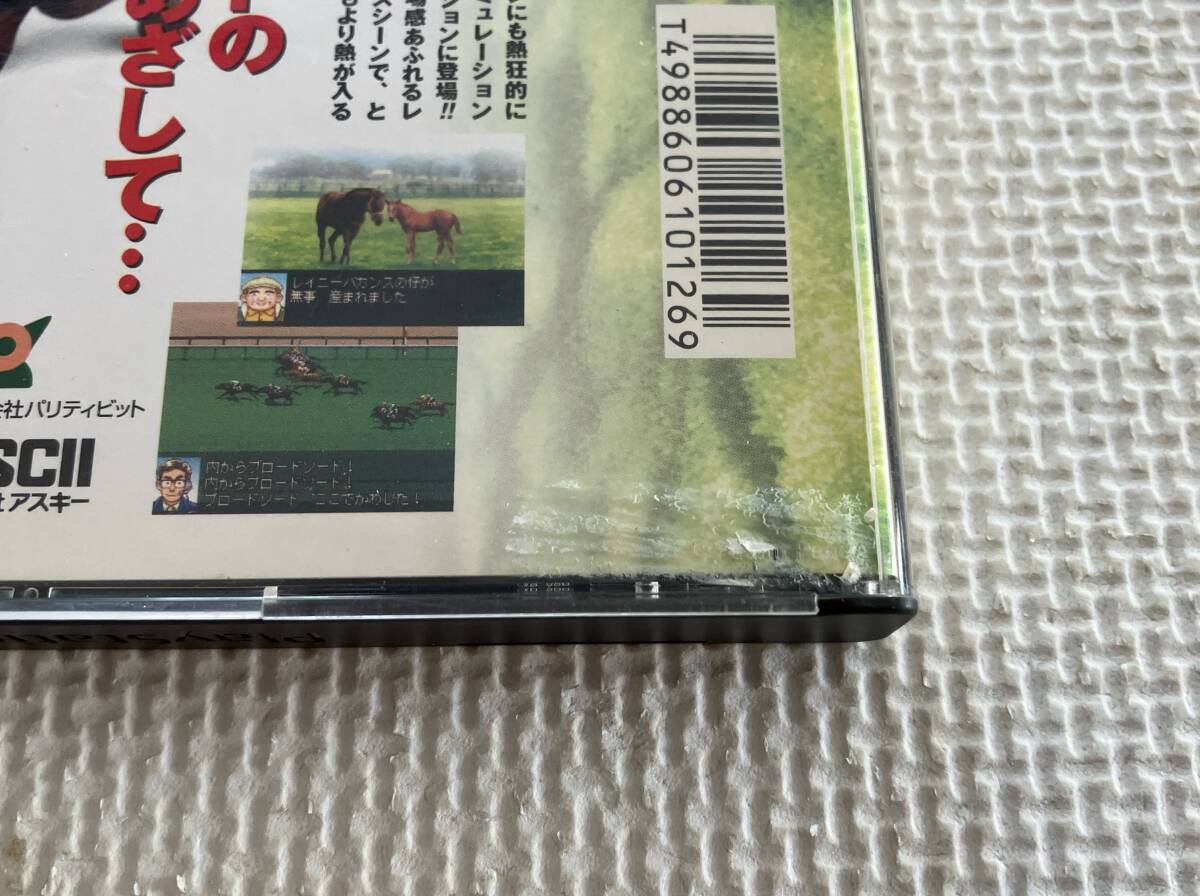 ドの
めざして…
にも熱狂的に
ミュレーション
ションに登場!!
場感あふれるレ
スシーンで、と
もより熱が入る
T4988606101269
レイニーバカンスの仔が
無事 産まれました
会社パリティビット
SCII
社アスキー
内からブロードソード!
内からブロードソード!
ブロードソード ここでかわした!